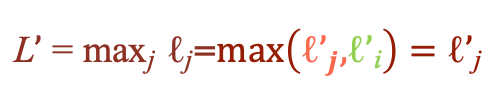 L’ = maxⱼ ℓⱼ=max(ℓ’ⱼ,ℓ’ᵢ) = ℓ’ⱼ